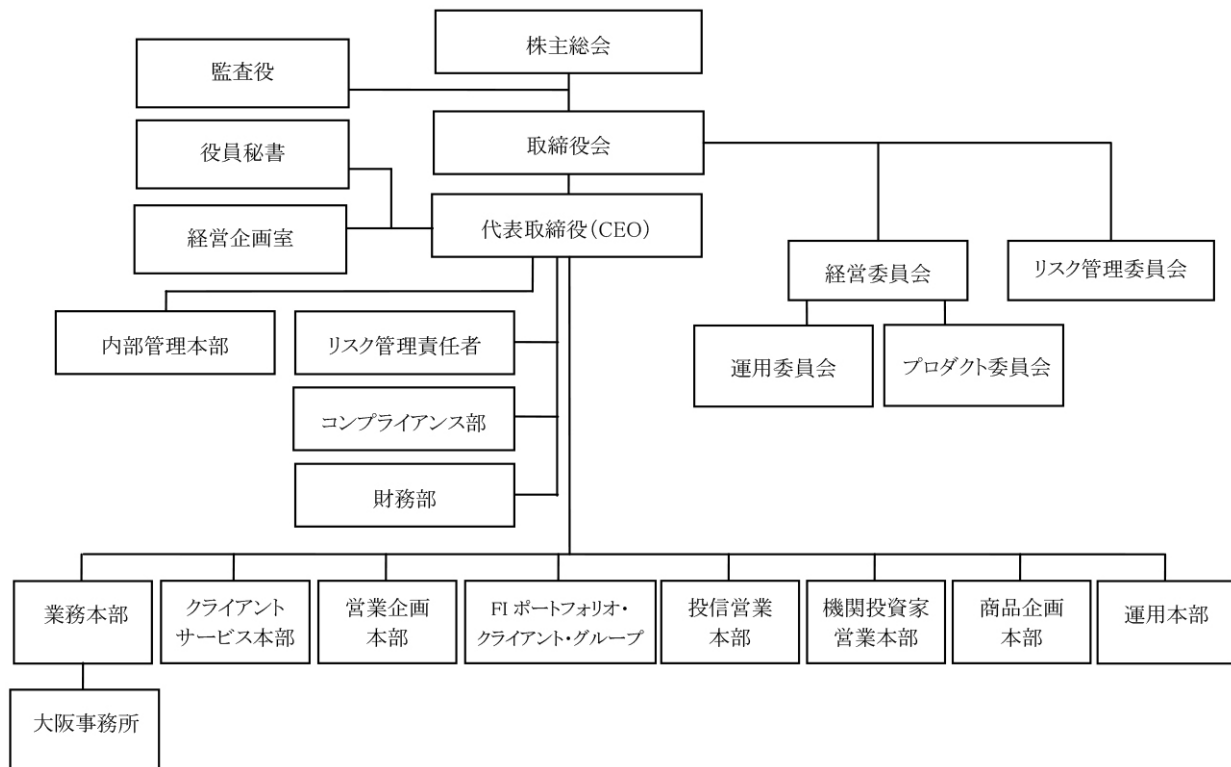 株主総会
監査役
取締役会
役員秘書
代表取締役(CEO)
経営企画室
経営委員会
リスク管理委員会
内部管理本部
リスク管理責任者
運用委員会
プロダクト委員会
コンプライアンス部
財務部
業務本部
クライアント
サービス本部
営業企画
本部
FI ポートフォリオ・
クライアント・グループ
投信営業
本部
機関投資家
営業本部
商品企画
本部
運用本部
大阪事務所